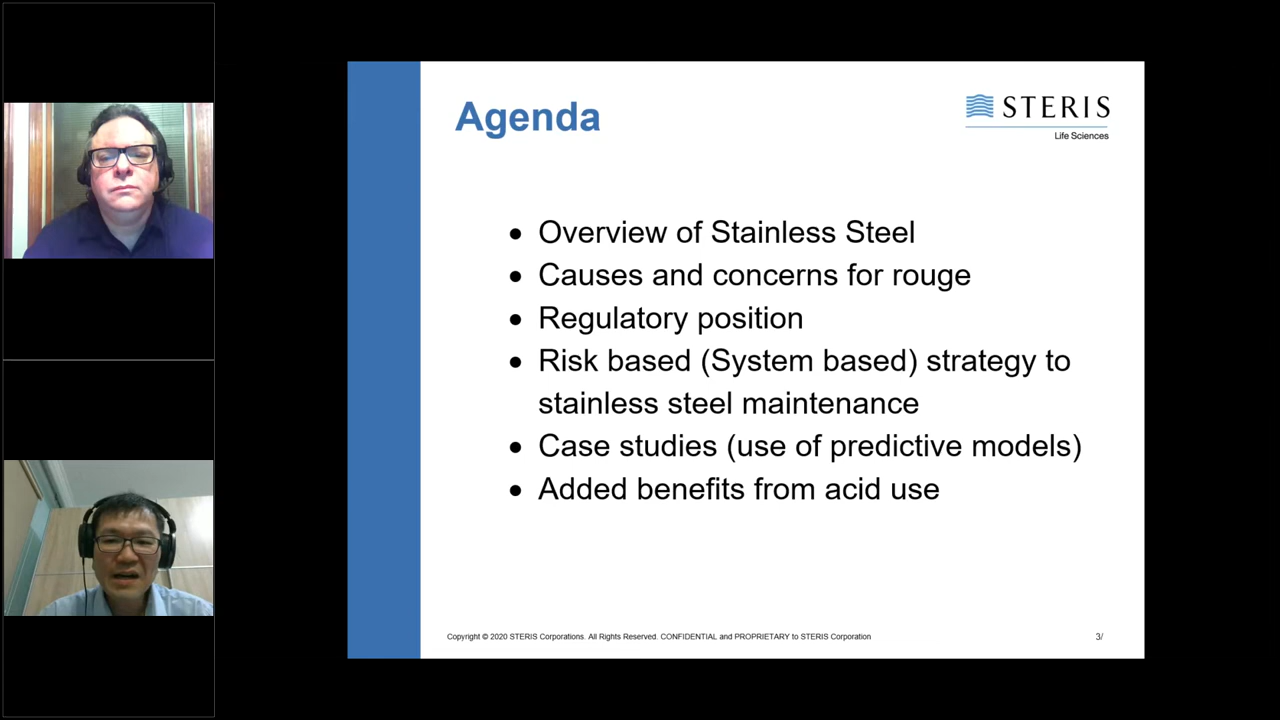 Agenda
STERIS
Life Sciences
• Overview of Stainless Steel
• Causes and concerns for rouge
• Regulatory position
• Risk based (System based) strategy to
stainless steel maintenance
• Case studies (use of predictive models)
• Added benefits from acid use
Copyright © 2020 STERIS Corporations. All Rights Reserved. CONFIDENTIAL and PROPRIETARY to STERIS Corporation
3/